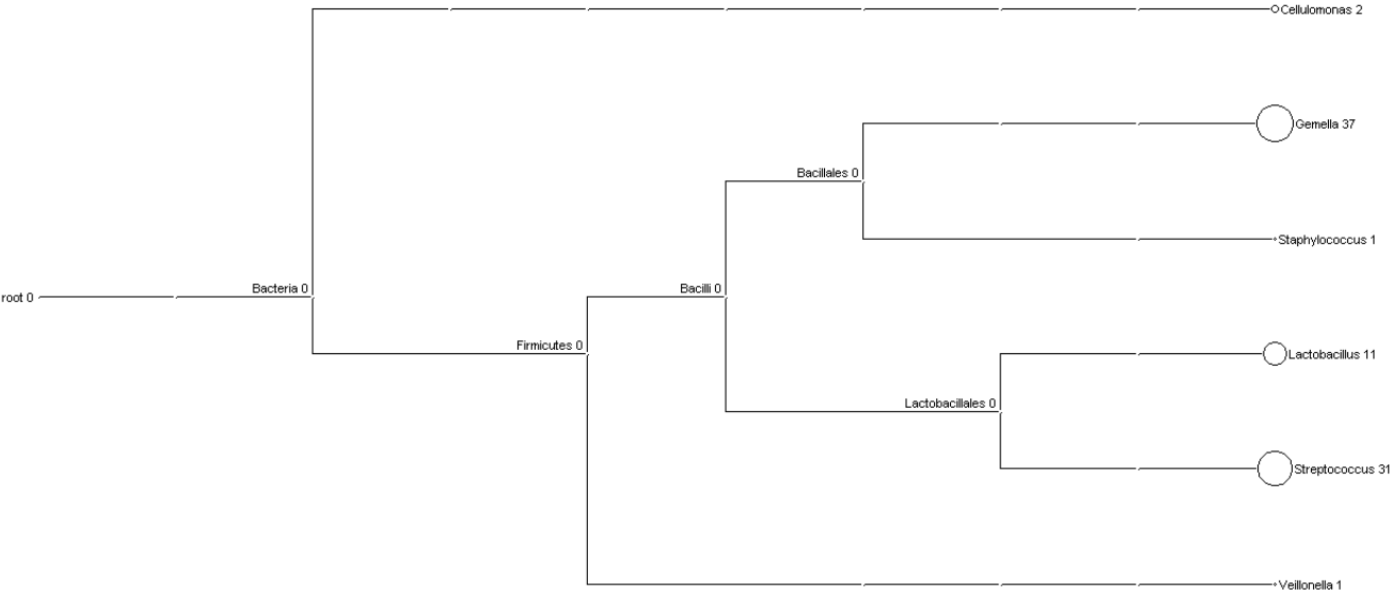 Cellulomonas 2
Gemella 37
Bacillales 0
Staphylococcus 1
Bacteria 0
Bacilli 0
root 0
Firmicutes 0
Lactobacillus 11
Lactobacillales 0
Streptococcus 31
Veillonella 1